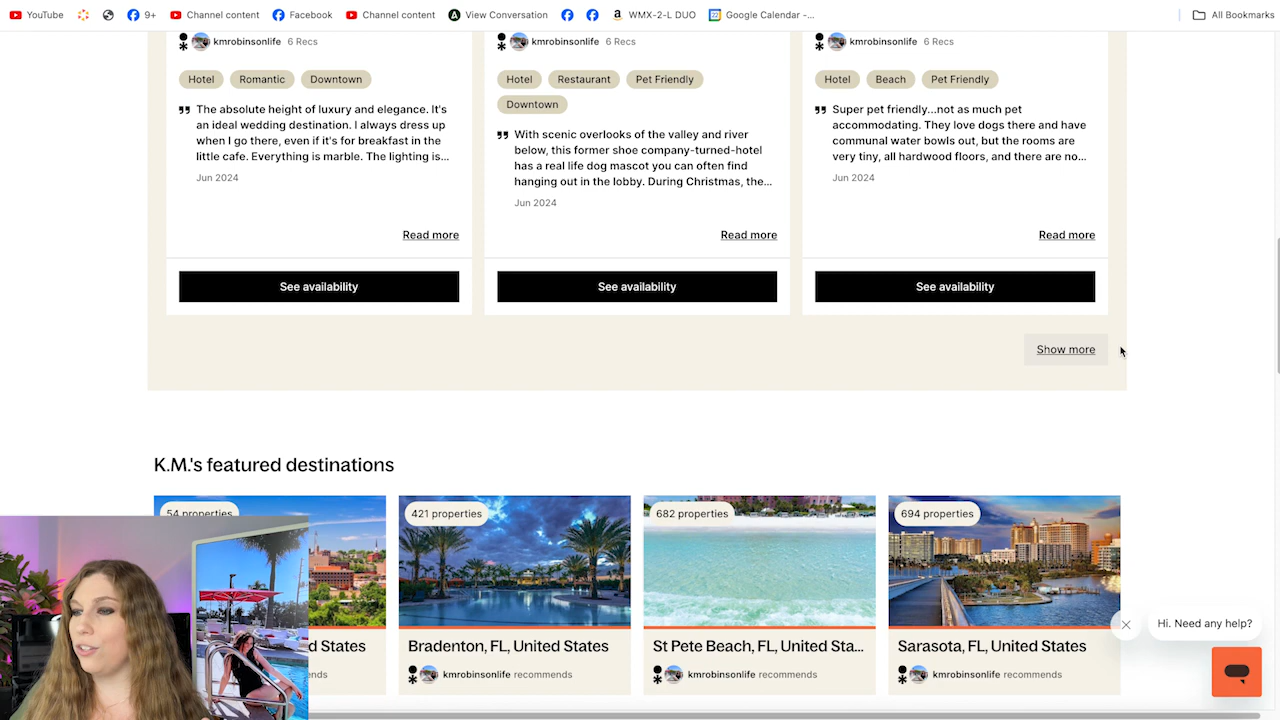 YouTube
9+
Channel content
Facebook
Channel content
View Conversation
WMX-2-L DUO
Google Calendar -...
All Bookmarks
kmrobinsonlife 6 Recs
kmrobinsonlife 6 Recs
kmrobinsonlife 6 Recs
Hotel
Romantic
Downtown
The absolute height of luxury and elegance. It's
an ideal wedding destination. I always dress up
when I go there, even if it's for breakfast in the
little cafe. Everything is marble. The lighting is...
Jun 2024
Read more
See availability
Hotel
Restaurant
Pet Friendly
Downtown
With scenic overlooks of the valley and river
below, this former shoe company-turned-hotel
has a real life dog mascot you can often find
hanging out in the lobby. During Christmas, the...
Jun 2024
Read more
See availability
Hotel
Beach
Pet Friendly
Super pet friendly...not as much pet
accommodating. They love dogs there and have
communal water bowls out, but the rooms are
very tiny, all hardwood floors, and there are no...
Jun 2024
Read more
See availability
Show more
K.M.'s featured destinations
54 properties
d States
ends
421 properties
Bradenton, FL, United States
kmrobinsonlife recommends
682 properties
St Pete Beach, FL, United Sta...
kmrobinsonlife recommends
694 properties
Sarasota, FL, United States
kmrobinsonlife recommends
Hi. Need any help?